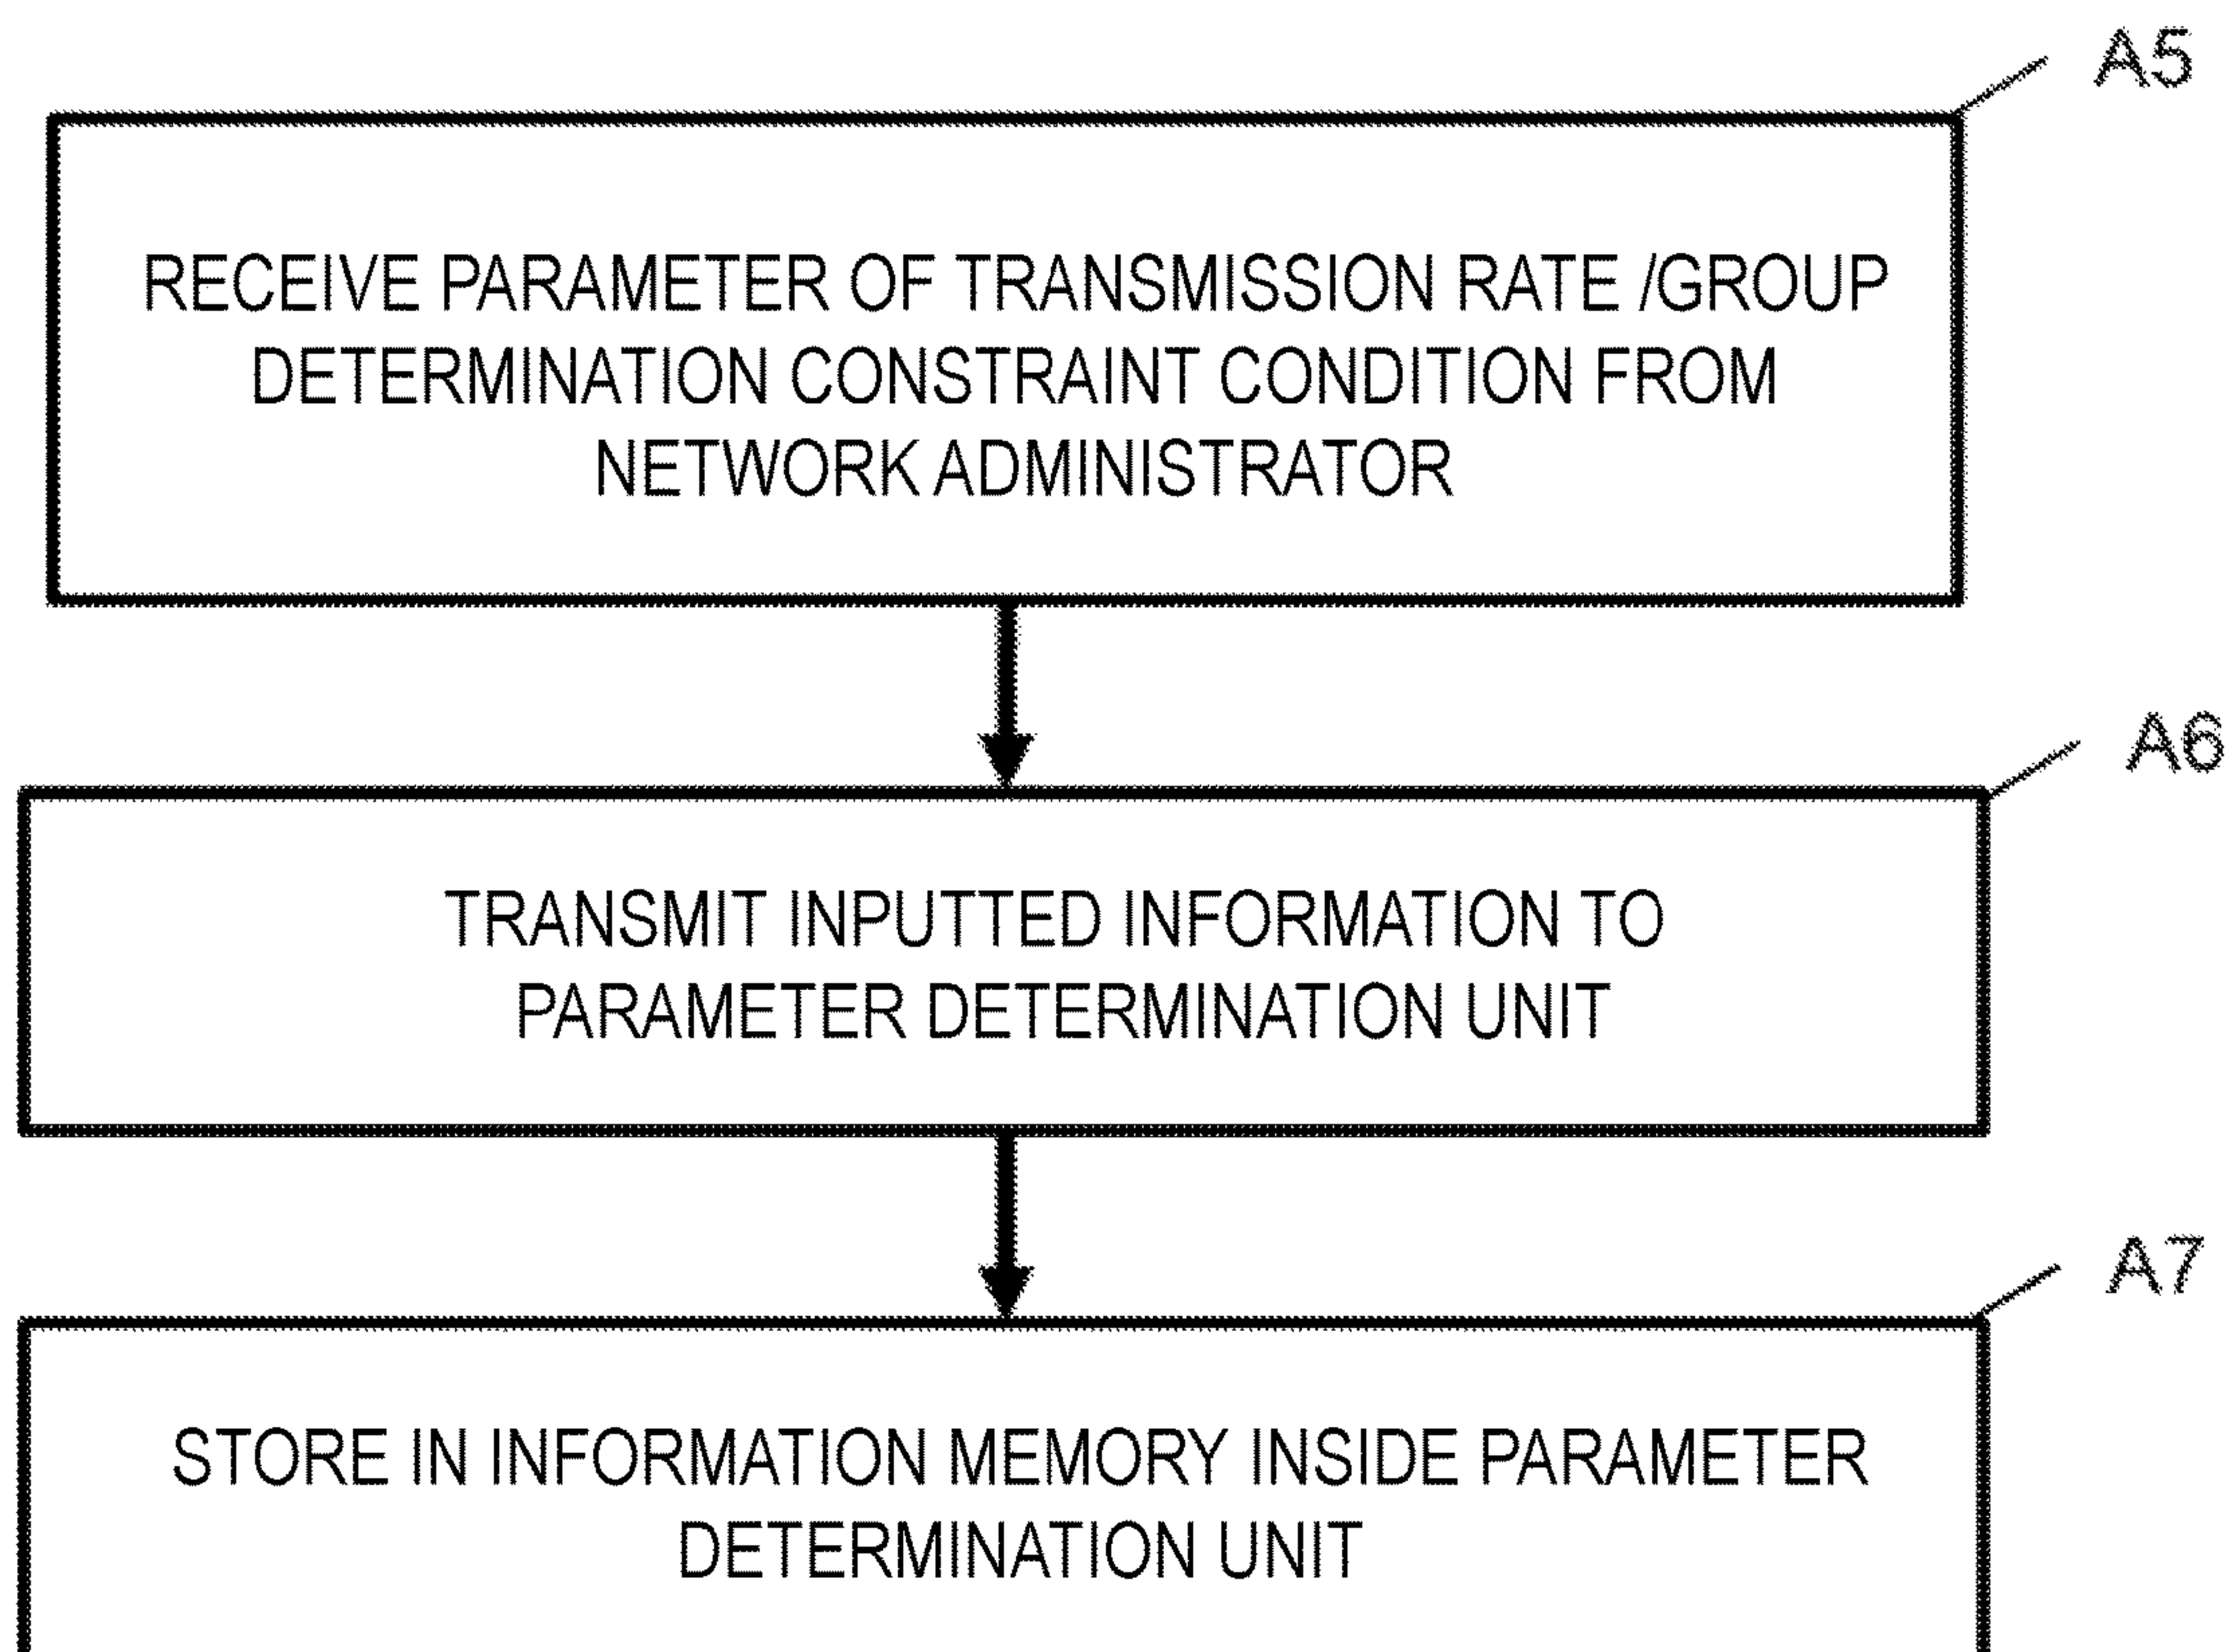 A5
RECEIVE PARAMETER OF TRANSMISSION RATE /GROUP
DETERMINATION CONSTRAINT CONDITION FROM
NETWORK ADMINISTRATOR
A6
TRANSMIT INPUTTED INFORMATION TO
PARAMETER DETERMINATION UNIT
A7
STORE IN INFORMATION MEMORY INSIDE PARAMETER
DETERMINATION UNIT